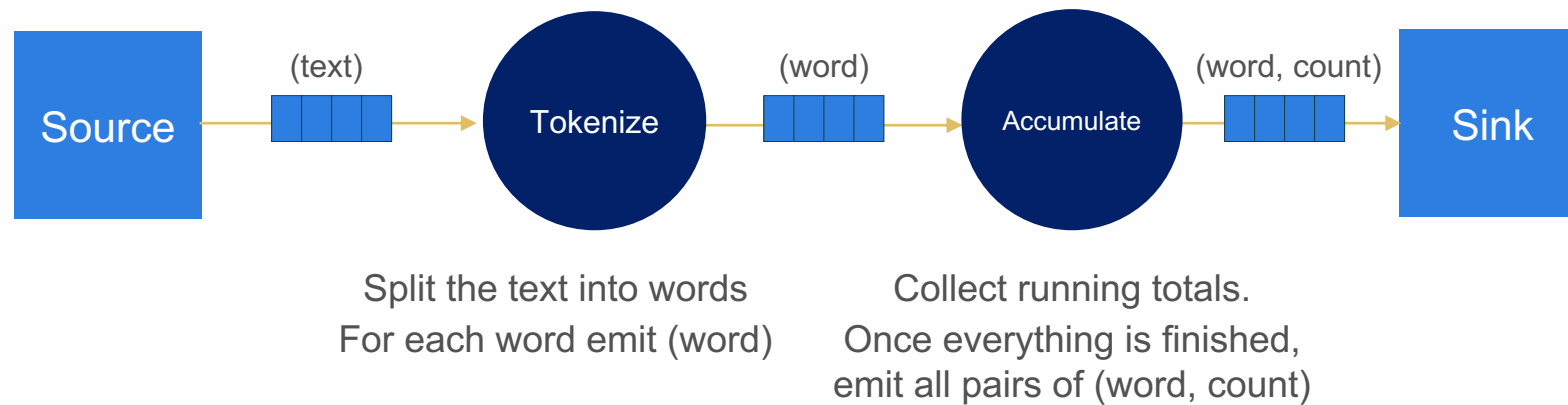 (text)
(word)
(word, count)
Source
Tokenize
Accumulate
Sink
Split the text into words
For each word emit (word)
Collect running totals.
Once everything is finished,
emit all pairs of (word, count)